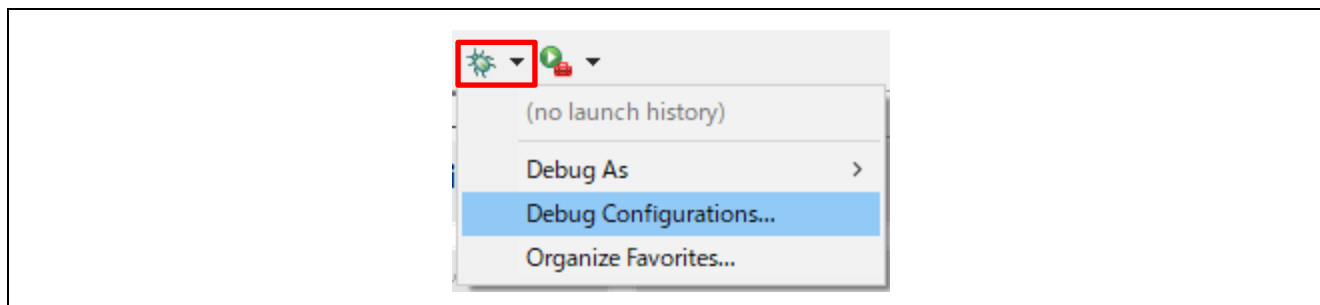 (no launch history)
Debug As
Debug Configurations...
Organize Favorites...